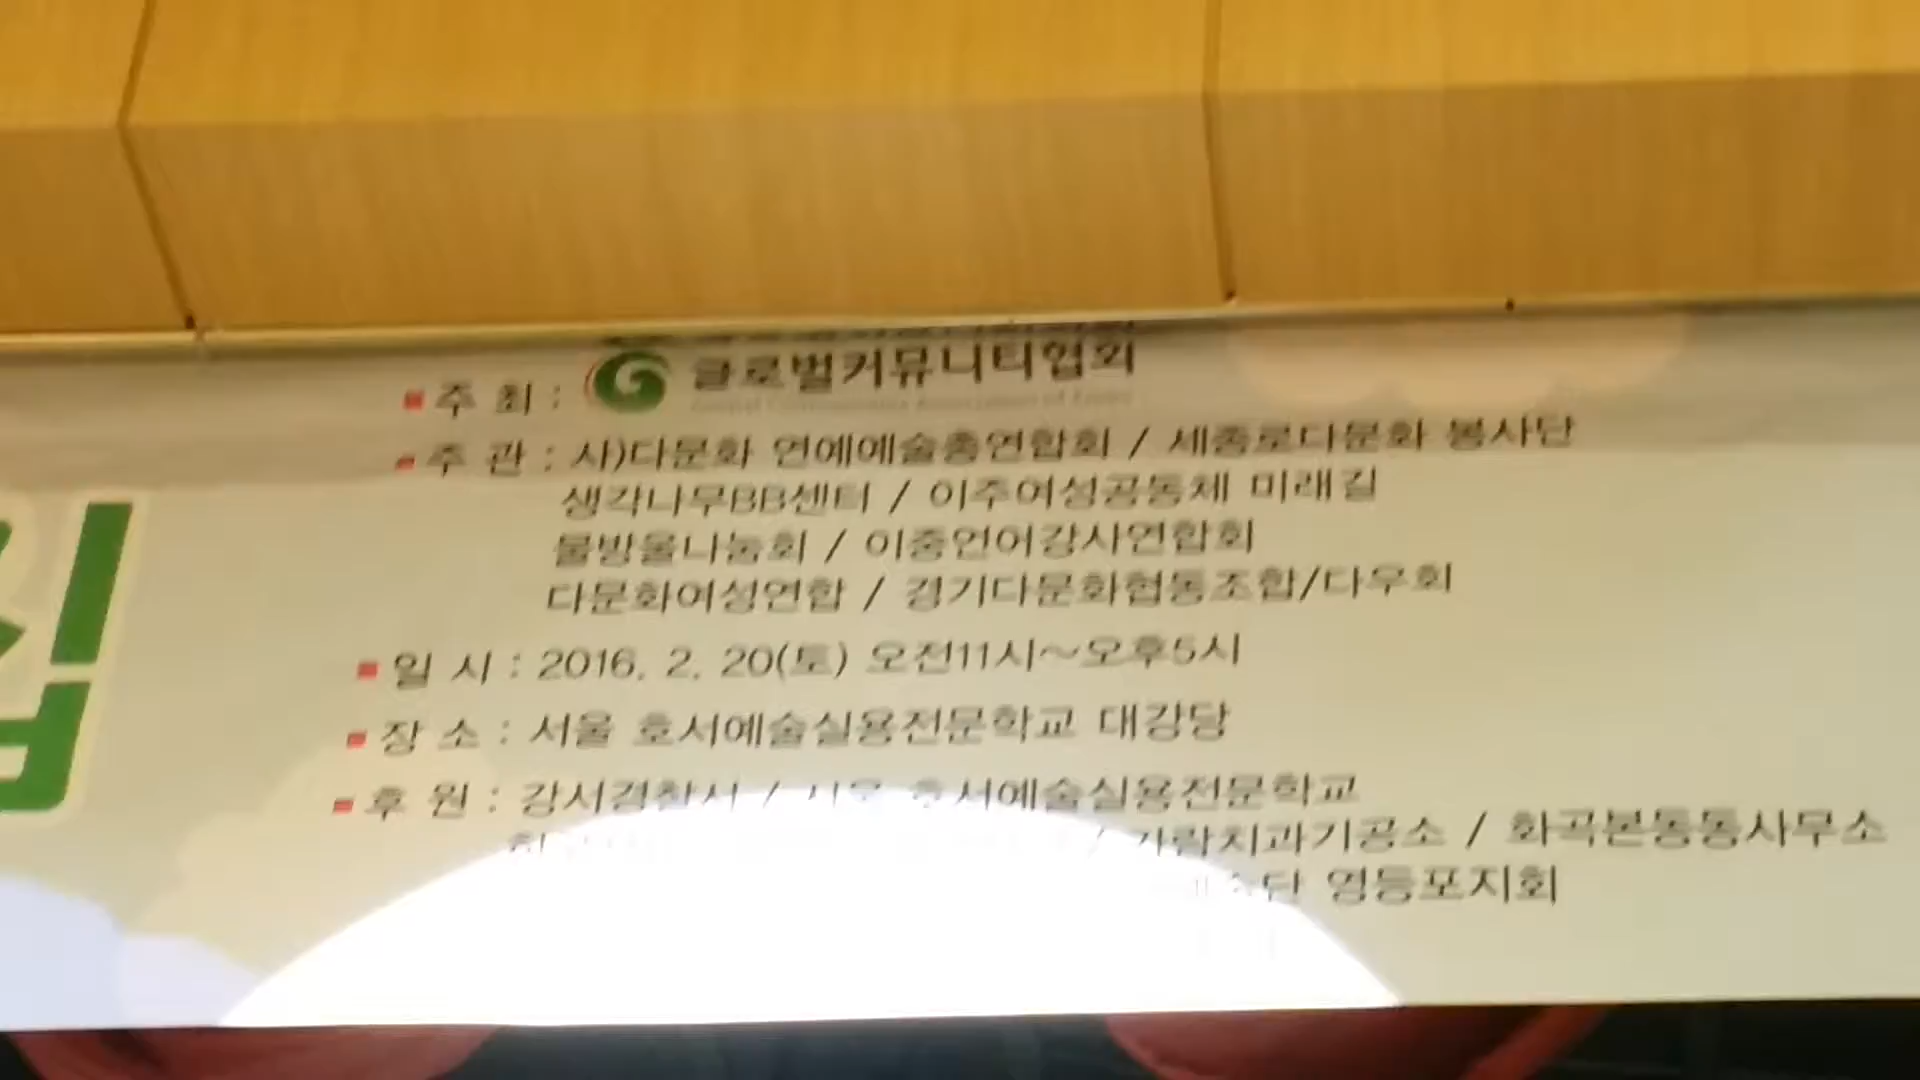 주 최 : 글로벌커뮤니티협회
주 관 : 사)다문화 연예예술총연합회 / 세종로다문화 봉사단
생각나무BB센터 / 이주여성공동체 미래길
물방울나눔회 / 이중언어강사연합회
다문화여성연합 / 경기다문화협동조합/다우회
일 시 : 2016. 2. 20(토) 오전11시~오후5시
장 소 : 서울 호서예술실용전문학교 대강당
후 원 : 강서경찰서 / 서울 호서예술실용전문학교
/ 가람치과기공소 / 화곡본동동사무소
영등포지회